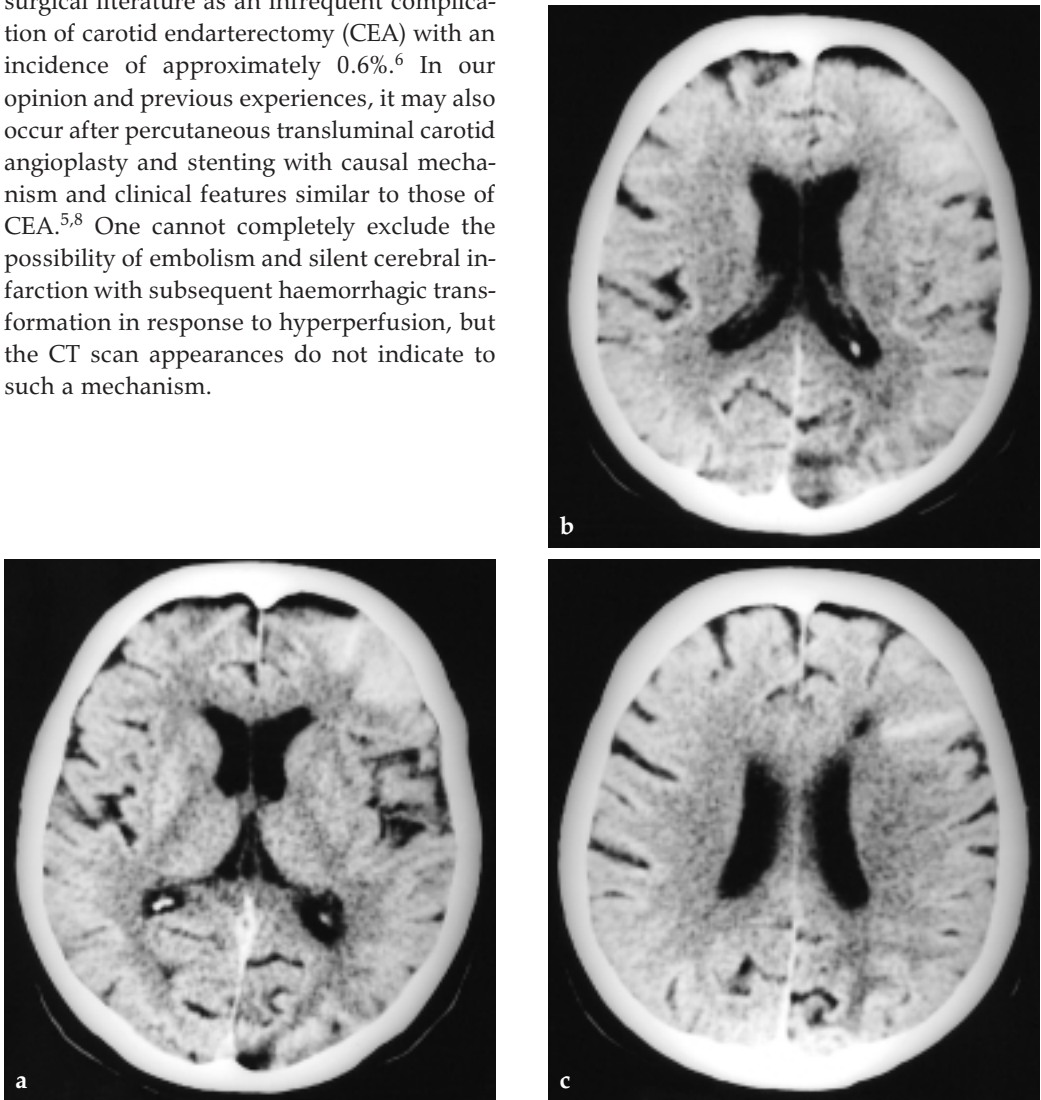 surgical literature as an infrequent complica-
tion of carotid endarterectomy (CEA) with an
incidence of approximately 0.6%.6 In our
opinion and previous experiences, it may also
occur after percutaneous transluminal carotid
angioplasty and stenting with causal mecha-
nism and clinical features similar to those of
CEA.5,8 One cannot completely exclude the
possibility of embolism and silent cerebral in-
farction with subsequent haemorrhagic trans-
formation in response to hyperperfusion, but
the CT scan appearances do not indicate to
such a mechanism.
b
a
c